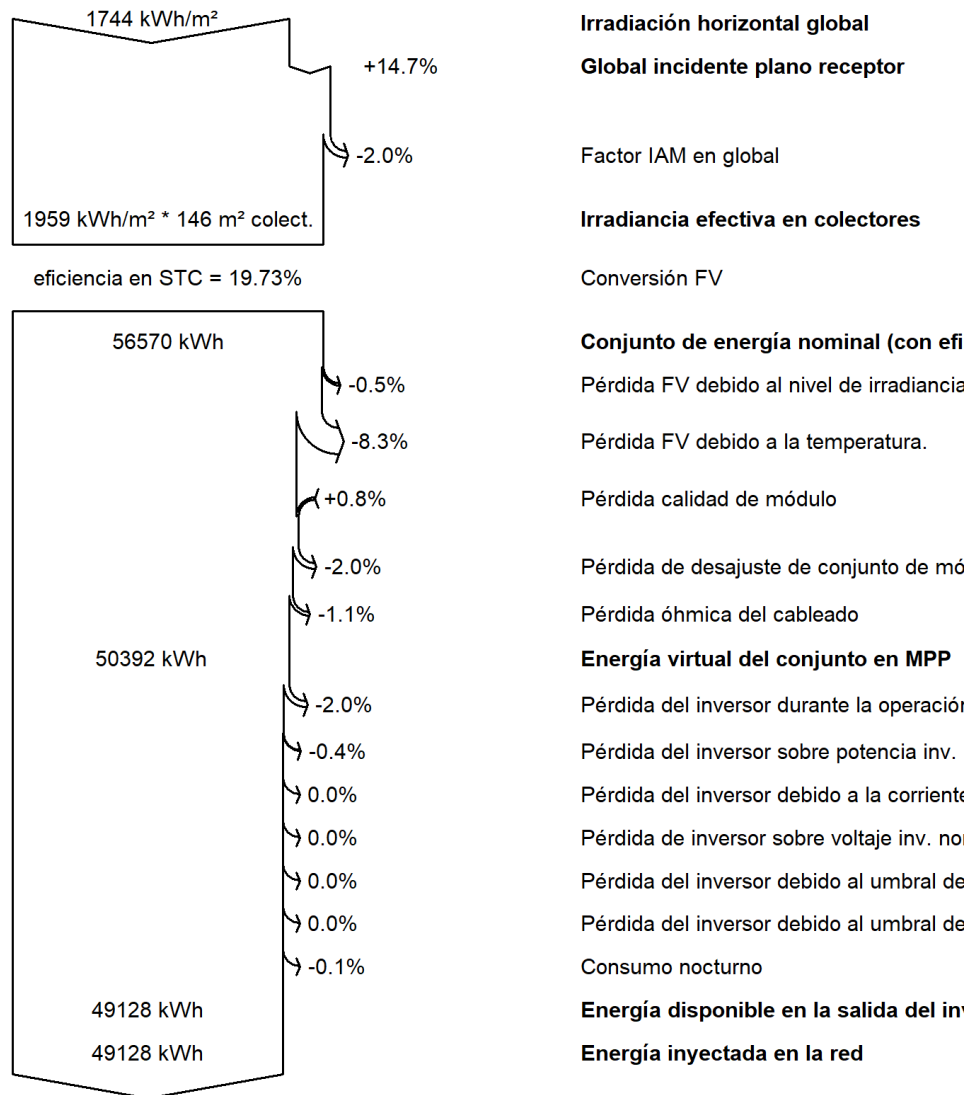 1744 kWh/m² Irradiación horizontal global
+14.7% Global incidente plano receptor
-2.0% Factor IAM en global
1959 kWh/m² * 146 m² colect. Irradiancia efectiva en colectores
eficiencia en STC = 19.73% Conversión FV
56570 kWh Conjunto de energía nominal (con efi
-0.5% Pérdida FV debido al nivel de irradiancia
-8.3% Pérdida FV debido a la temperatura.
+0.8% Pérdida calidad de módulo
-2.0% Pérdida de desajuste de conjunto de mó
-1.1% Pérdida óhmica del cableado
50392 kWh Energía virtual del conjunto en MPP
-2.0% Pérdida del inversor durante la operación
-0.4% Pérdida del inversor sobre potencia inv.
0.0% Pérdida del inversor debido a la corriente
0.0% Pérdida de inversor sobre voltaje inv. nor
0.0% Pérdida del inversor debido al umbral de
0.0% Pérdida del inversor debido al umbral de
-0.1% Consumo nocturno
49128 kWh Energía disponible en la salida del inv
49128 kWh Energía inyectada en la red